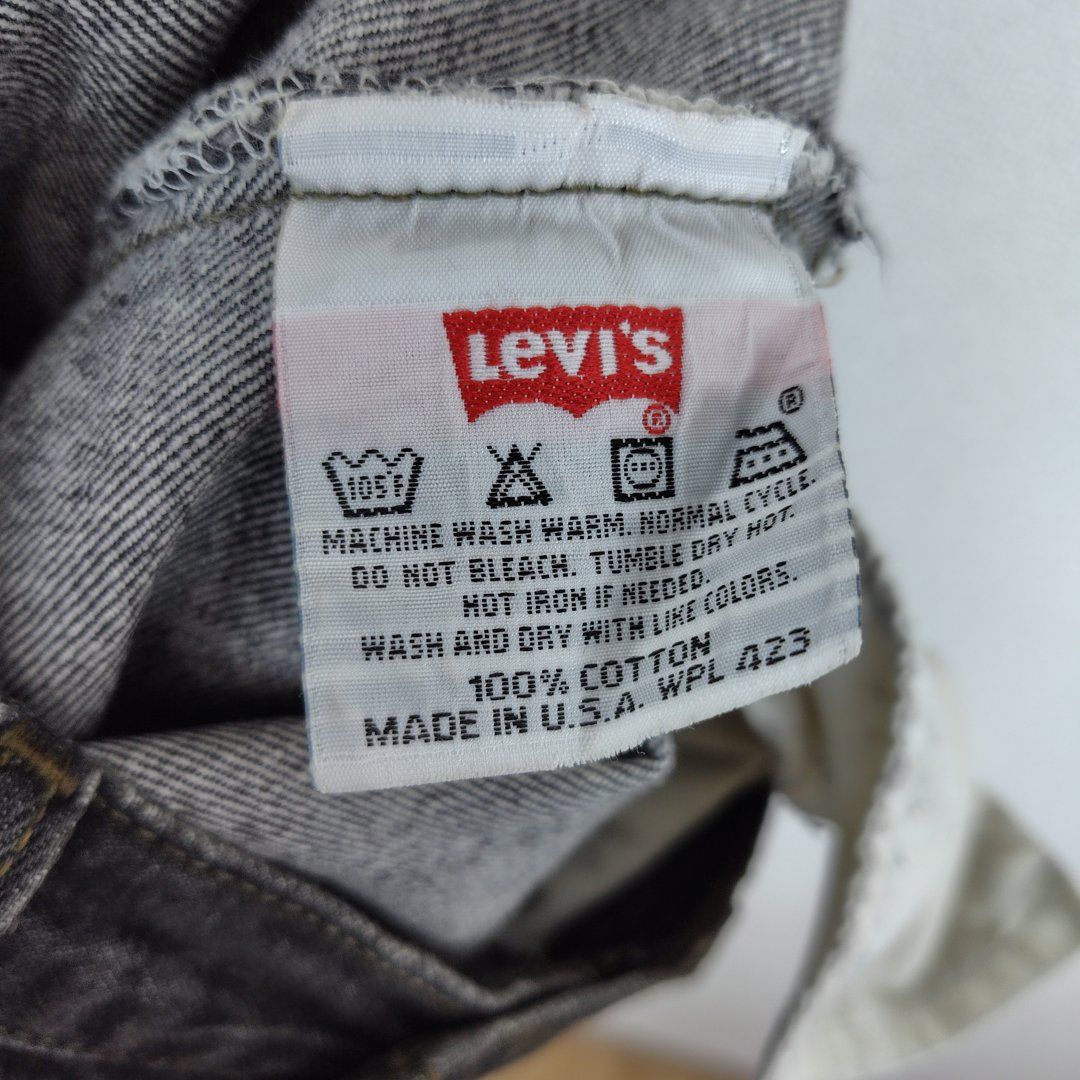 LEVI'S
®
®
105F
MACHINE WASH WARM. NORMAL CYCLE.
DO NOT BLEACH. TUMBLE DRY HOT.
HOT IRON IF NEEDED.
WASH AND DRY WITH LIKE COLORS.
100% COTTON
MADE IN U.S.A. WPL 423